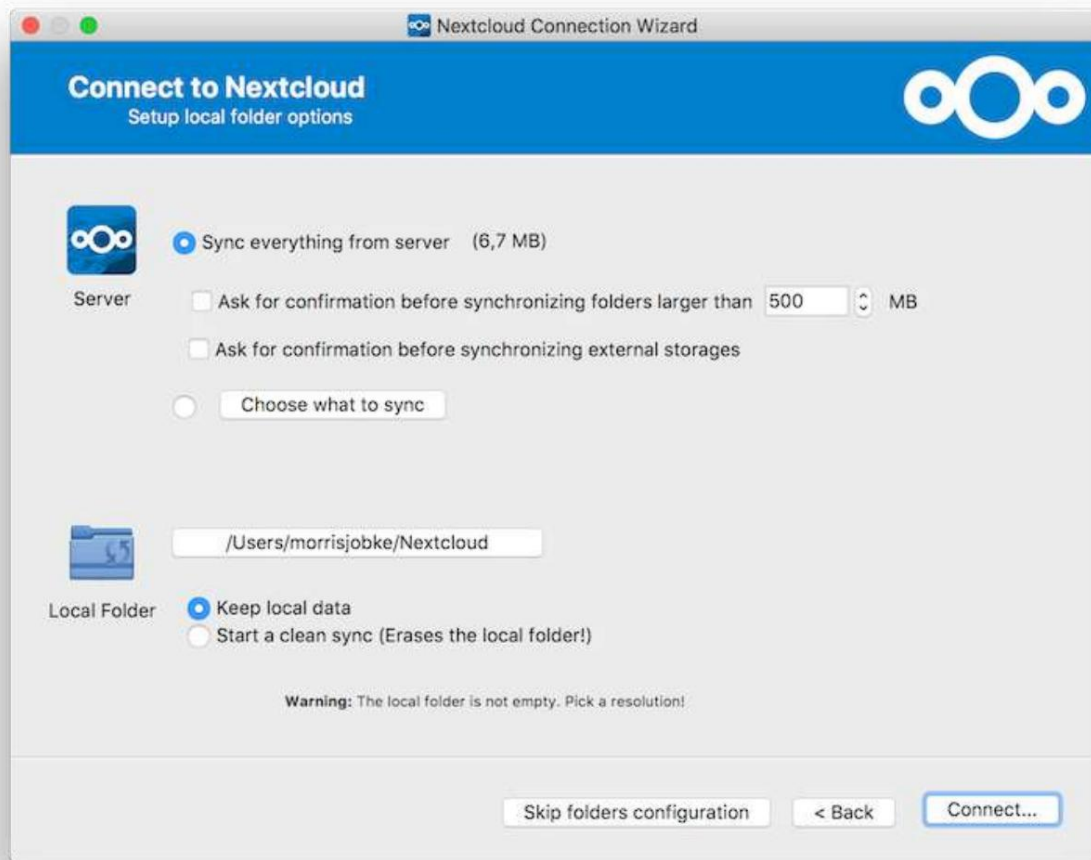 Nextcloud Connection Wizard
Connect to Nextcloud
Setup local folder options
Sync everything from server (6,7 MB)
Server
Ask for confirmation before synchronizing folders larger than 500 MB
Ask for confirmation before synchronizing external storages
Choose what to sync
/Users/morrisjobke/Nextcloud
Local Folder
Keep local data
Start a clean sync (Erases the local folder!)
Warning: The local folder is not empty. Pick a resolution!
Skip folders configuration < Back Connect...